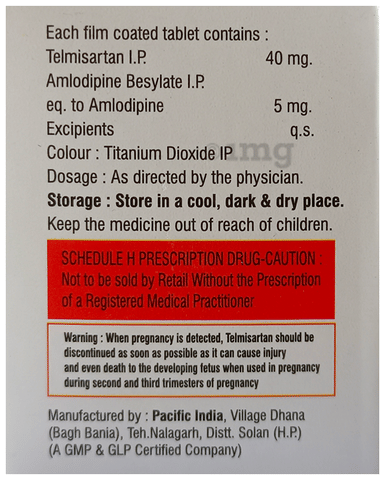 Each film coated tablet contains :
Telmisartan I.P. 40 mg.
Amlodipine Besylate I.P.
eq. to Amlodipine 5 mg.
Excipients q.s.
Colour : Titanium Dioxide IP
Dosage : As directed by the physician.
Storage : Store in a cool, dark & dry place.
Keep the medicine out of reach of children.
SCHEDULE H PRESCRIPTION DRUG-CAUTION :
Not to be sold by Retail Without the Prescription
of a Registered Medical Practitioner
Warning : When pregnancy is detected, Telmisartan should be
discontinued as soon as possible as it can cause injury
and even death to the developing fetus when used in pregnancy
during second and third trimesters of pregnancy
Manufactured by : Pacific India, Village Dhana
(Bagh Bania), Teh.Nalagarh, Distt. Solan (H.P.)
(A GMP & GLP Certified Company)